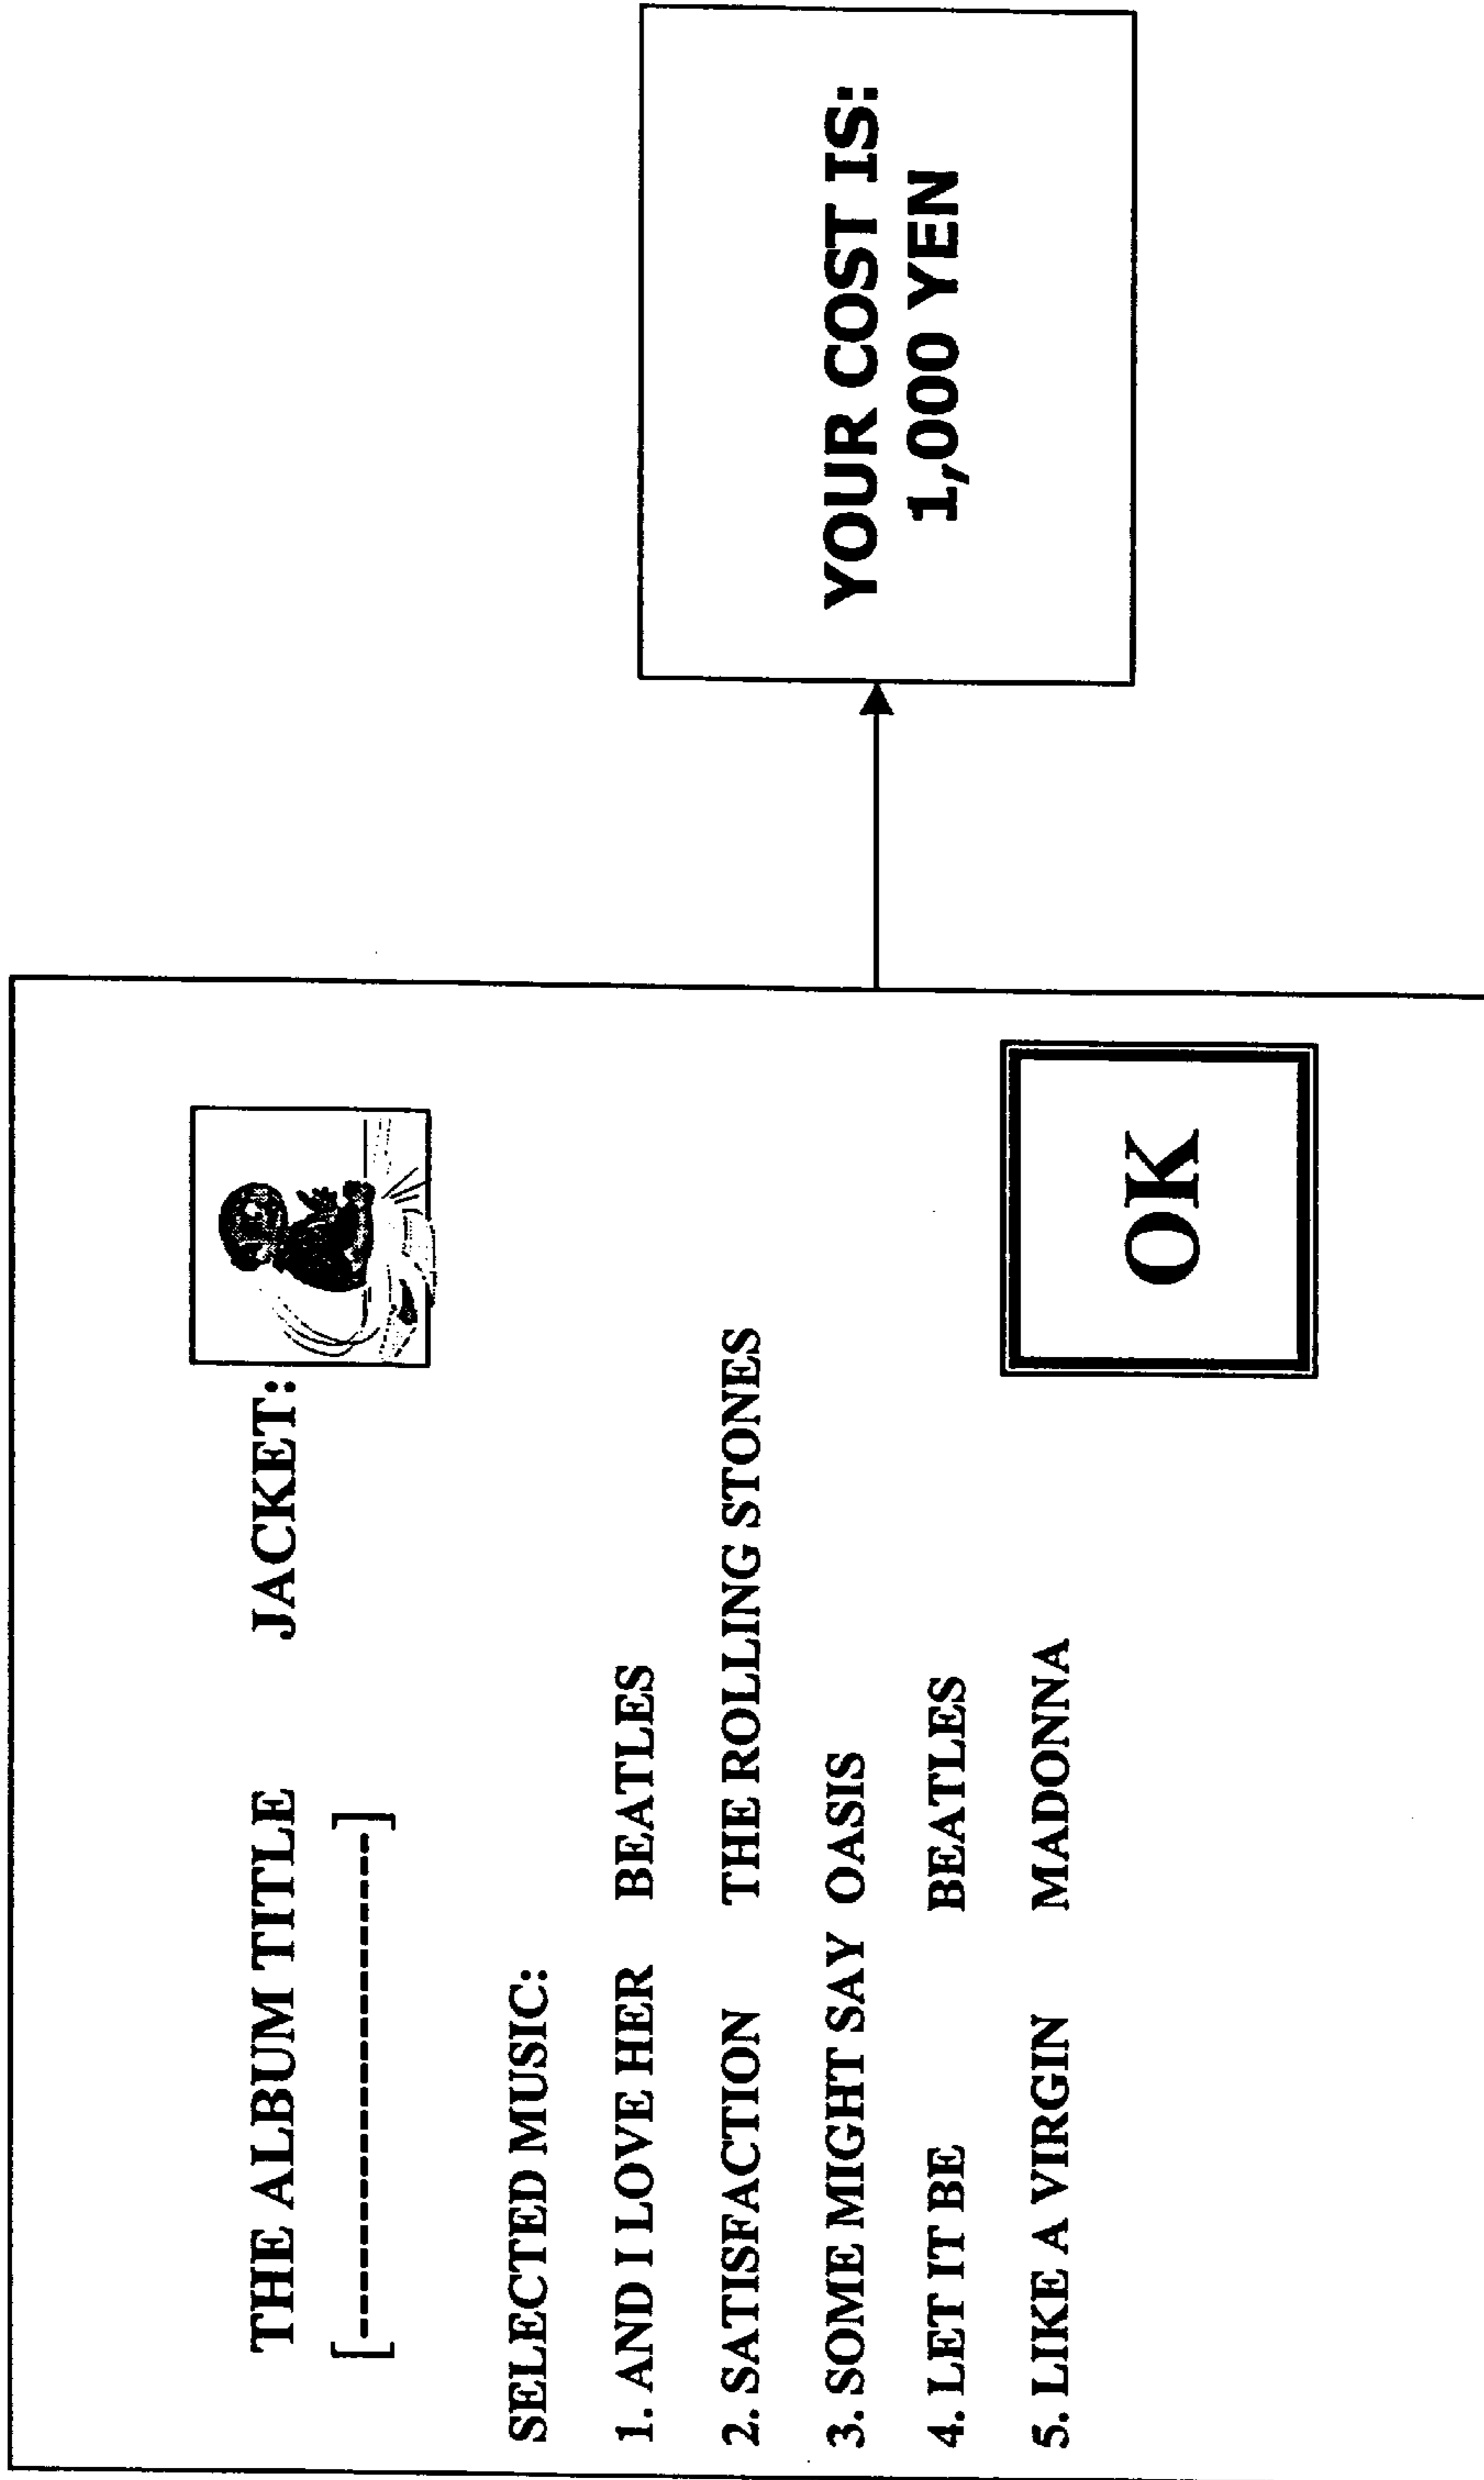 THE ALBUM TITLE JACKET:
[--------------------]
SELECTED MUSIC:
1. AND I LOVE HER BEATLES
2. SATISFACTION THE ROLLING STONES
3. SOME MIGHT SAY OASIS
4. LET IT BE BEATLES
5. LIKE A VIRGIN MADONNA
OK
YOUR COST IS:
1,000 YEN